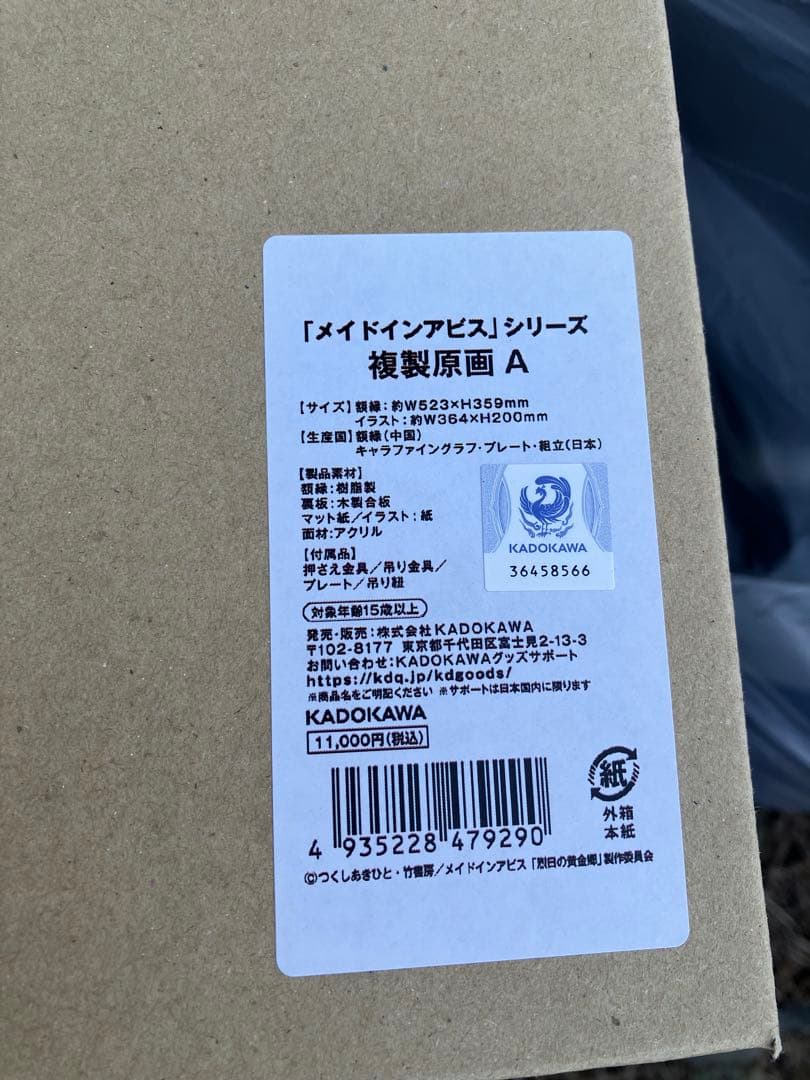 「メイドインアビス」シリーズ
複製原画 A
【サイズ】額縁:約W523×H359mm
イラスト:約W364×H200mm
【生産国】額縁(中国)
キャラファイングラフ・プレート・組立(日本)
【製品素材】
額縁:樹脂製
裏板:木製合板
マット紙/イラスト:紙
面材:アクリル
【付属品】
押さえ金具/吊り金具/
プレート/吊り紐
KADOKAWA
36458566
対象年齢15歳以上
発売・販売:株式会社KADOKAWA
〒102-8177 東京都千代田区富士見2-13-3
お問い合わせ:KADOKAWAグッズサポート
https://kdq.jp/kdgoods/
※商品名をご明記ください ※サポートは日本国内に限ります
KADOKAWA
11,000円(税込)
4 935228 479290
紙
外箱
本紙
©つくしあきひと・竹書房/メイドインアビス「烈日の黄金郷」製作委員会